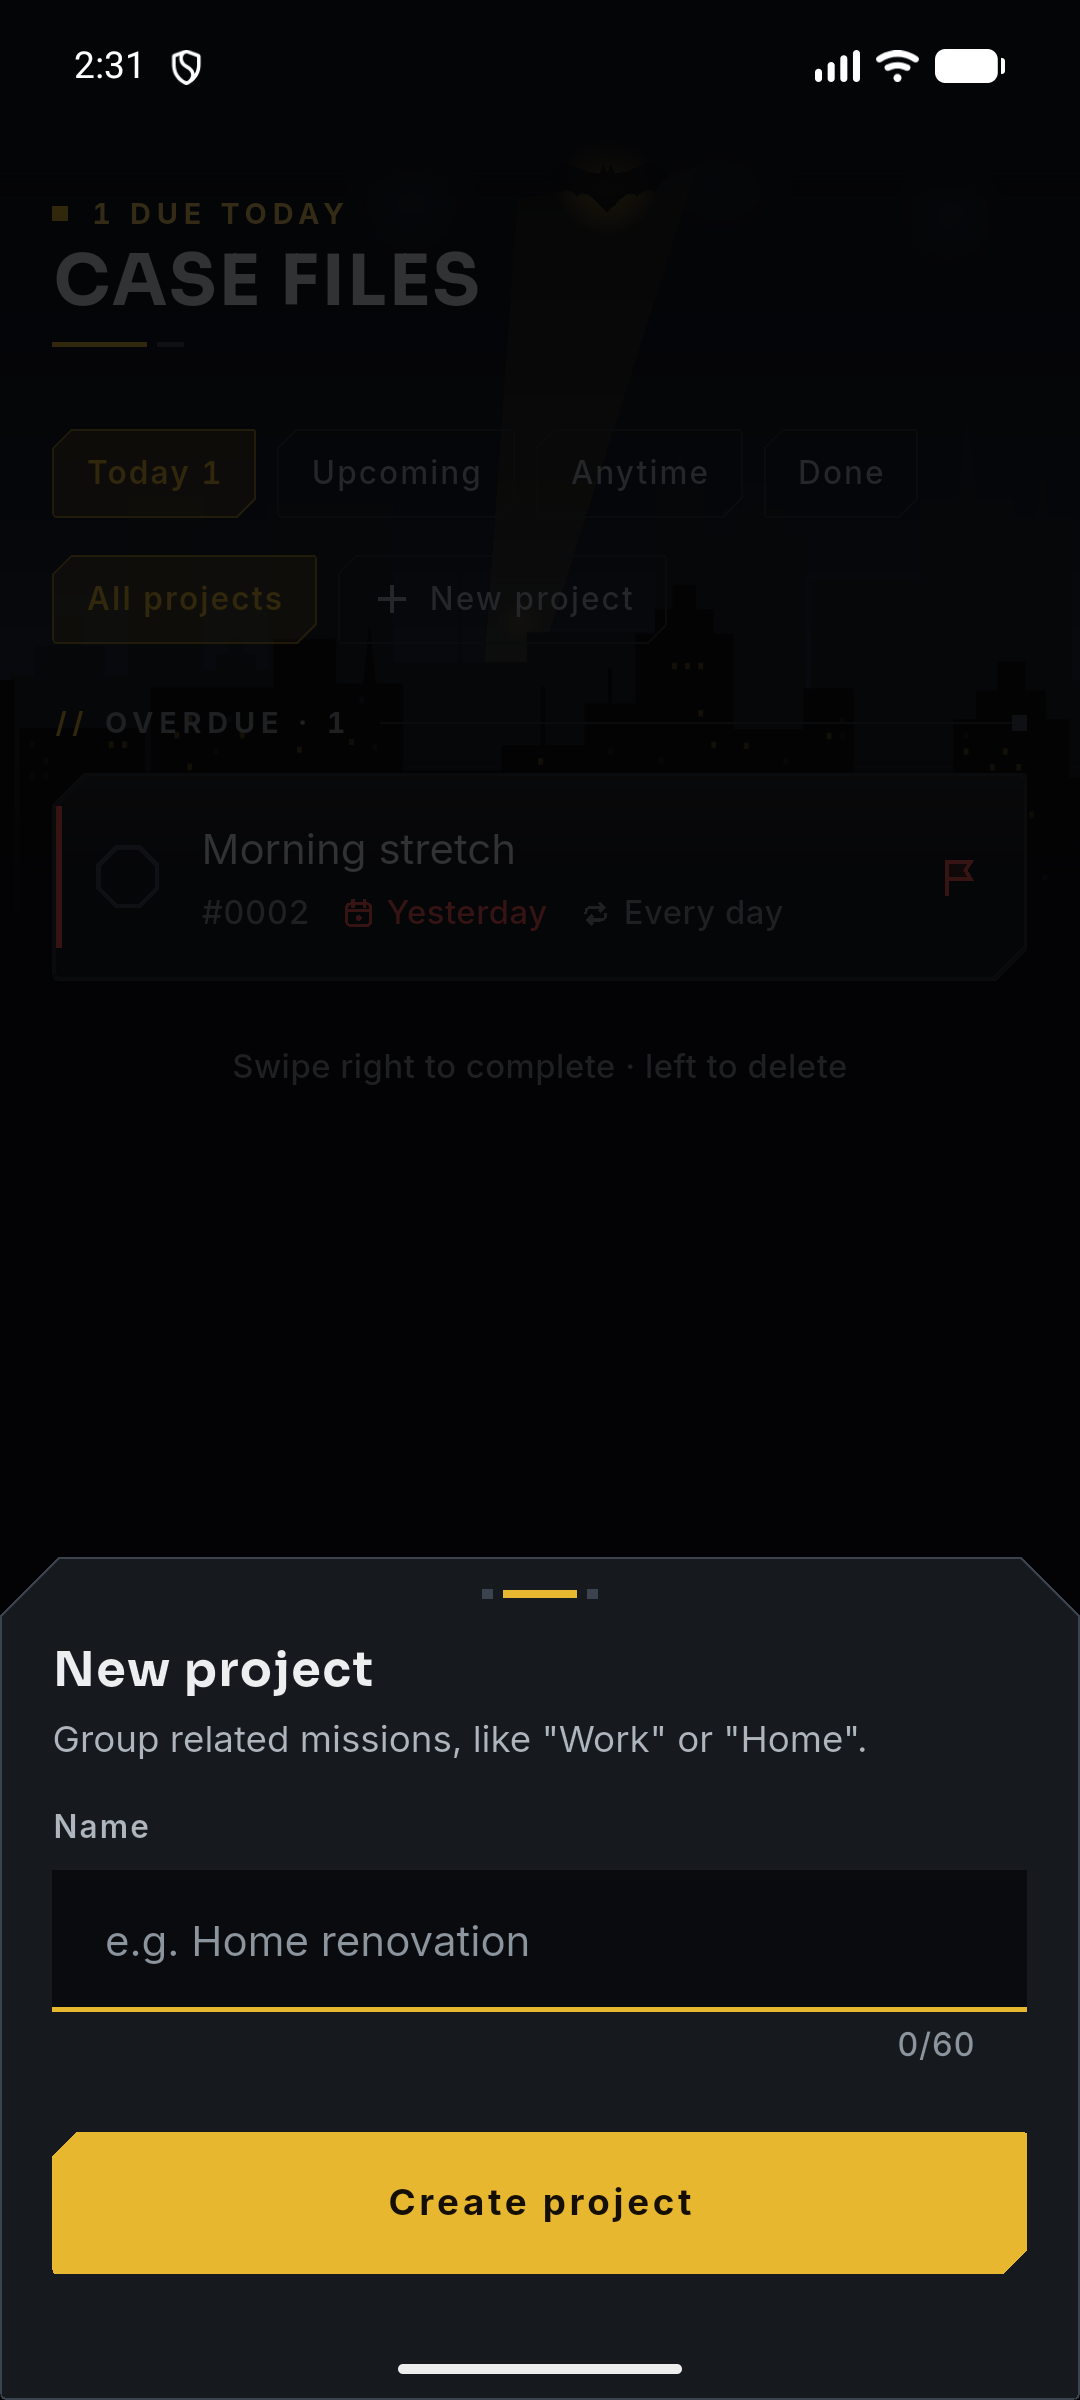 2:31
1 DUE TODAY
CASE FILES
Today 1
Upcoming
Anytime
Done
All projects
New project
// OVERDUE · 1
Morning stretch
#0002 Yesterday Every day
Swipe right to complete · left to delete
New project
Group related missions, like "Work" or "Home".
Name
e.g. Home renovation
0/60
Create project